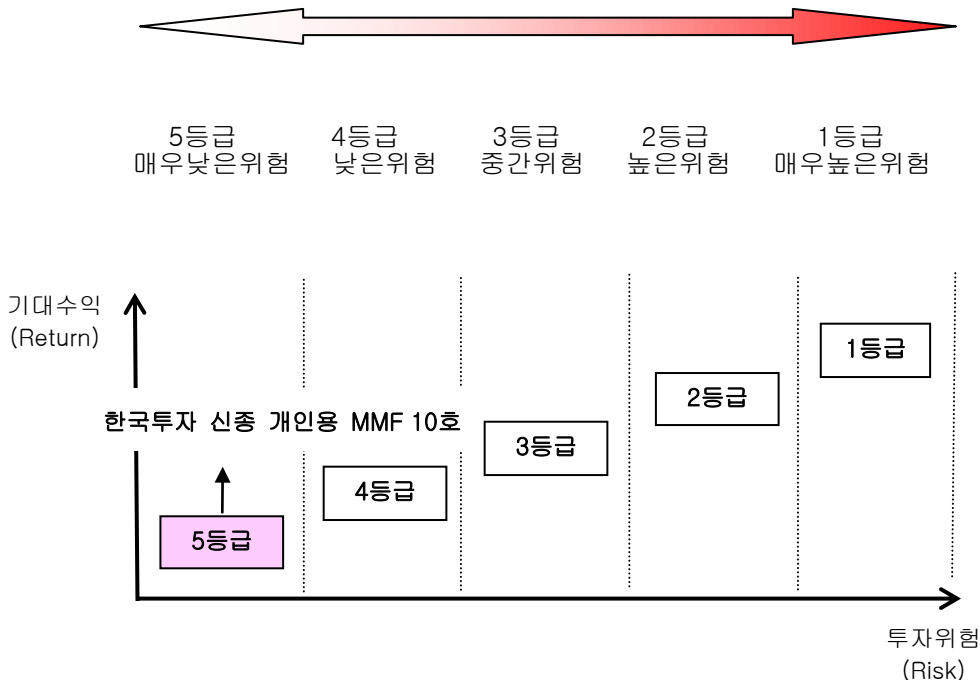 5등급 4등급 3등급 2등급 1등급
매우낮은위험 낮은위험 중간위험 높은위험 매우높은위험
기대수익
(Return)
1등급
2등급
한국투자 신종 개인용 MMF 10호
3등급
4등급
5등급
투자위험
(Risk)